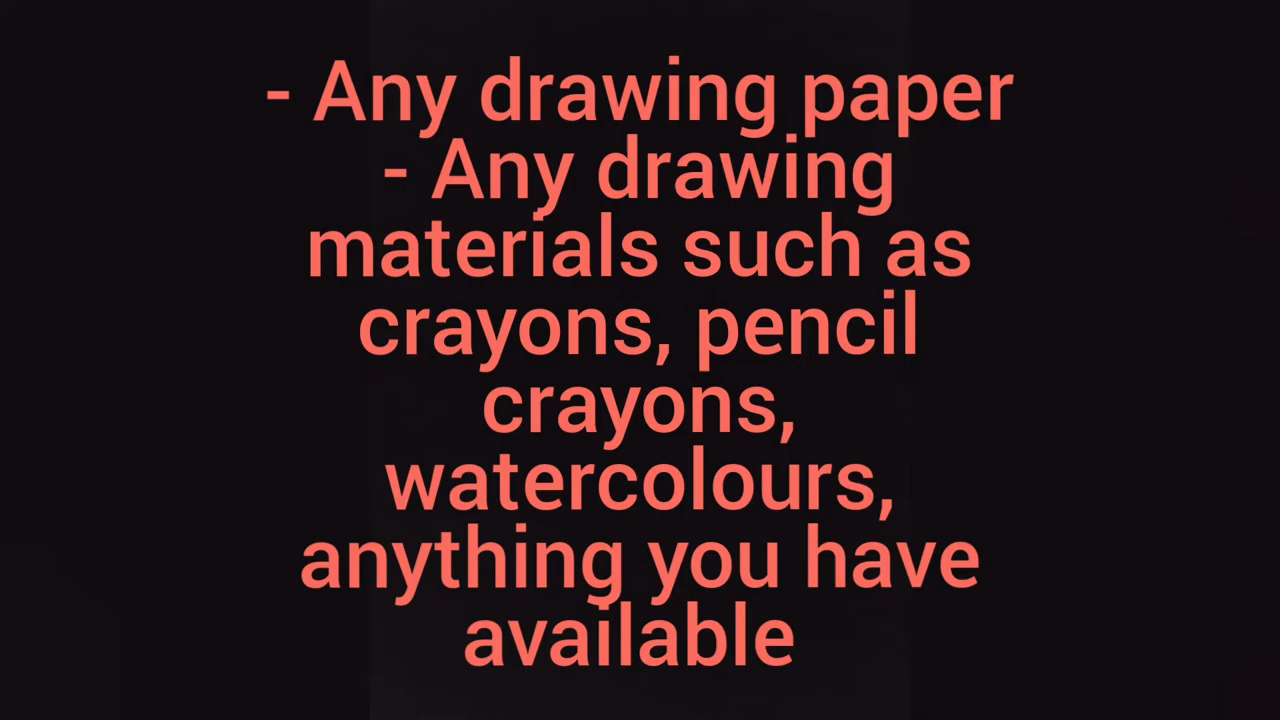 - Any drawing paper
- Any drawing
materials such as
crayons, pencil
crayons,
watercolours,
anything you have
available